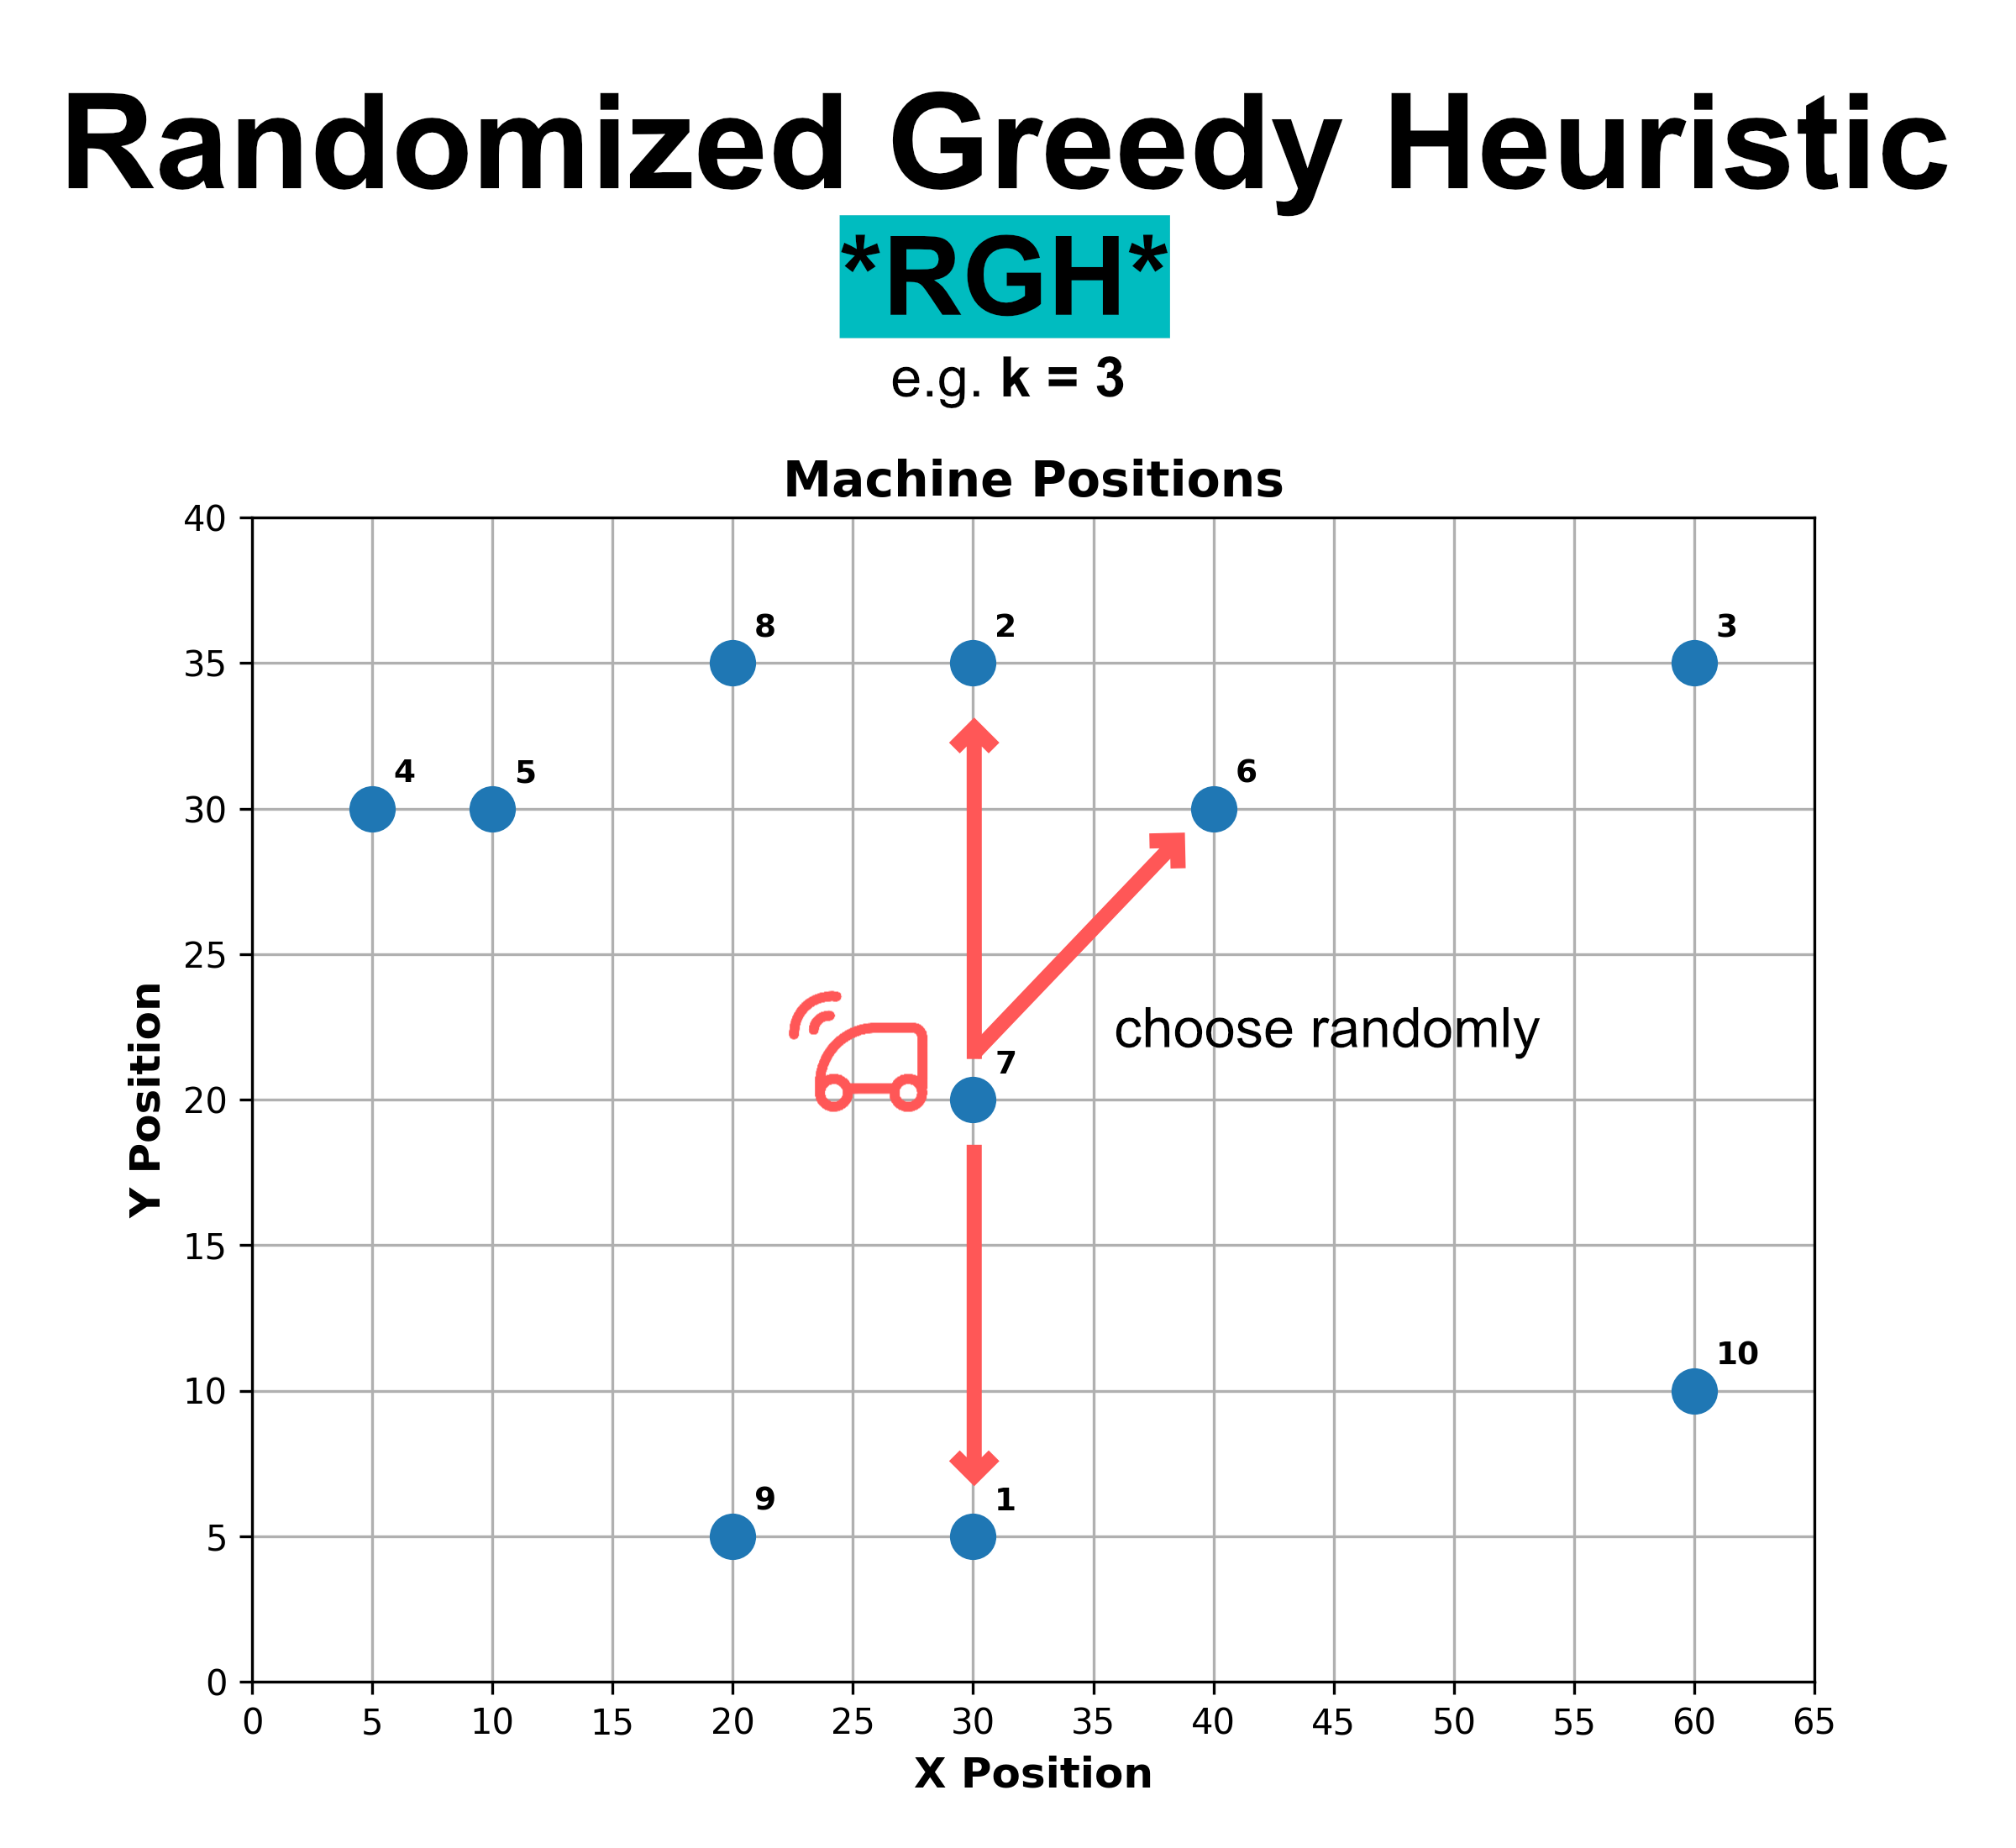 Randomized Greedy Heuristic
*RGH*
e.g. k = 3
Machine Positions
40
8
2
3
35
4
5
6
30
25
choose randomly
7
20
Y Position
15
10
10
9
1
5
0
0 5 10 15 20 25 30 35 40 45 50 55 60 65
X Position